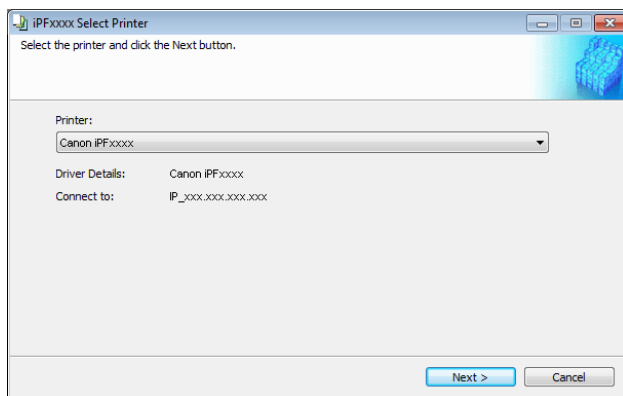 iPFxxxx Select Printer
Select the printer and click the Next button.
Printer:
Canon iPFxxxx
Driver Details: Canon iPFxxxx
Connect to: IP_xxx.xxx.xxx.xxx
Next > Cancel